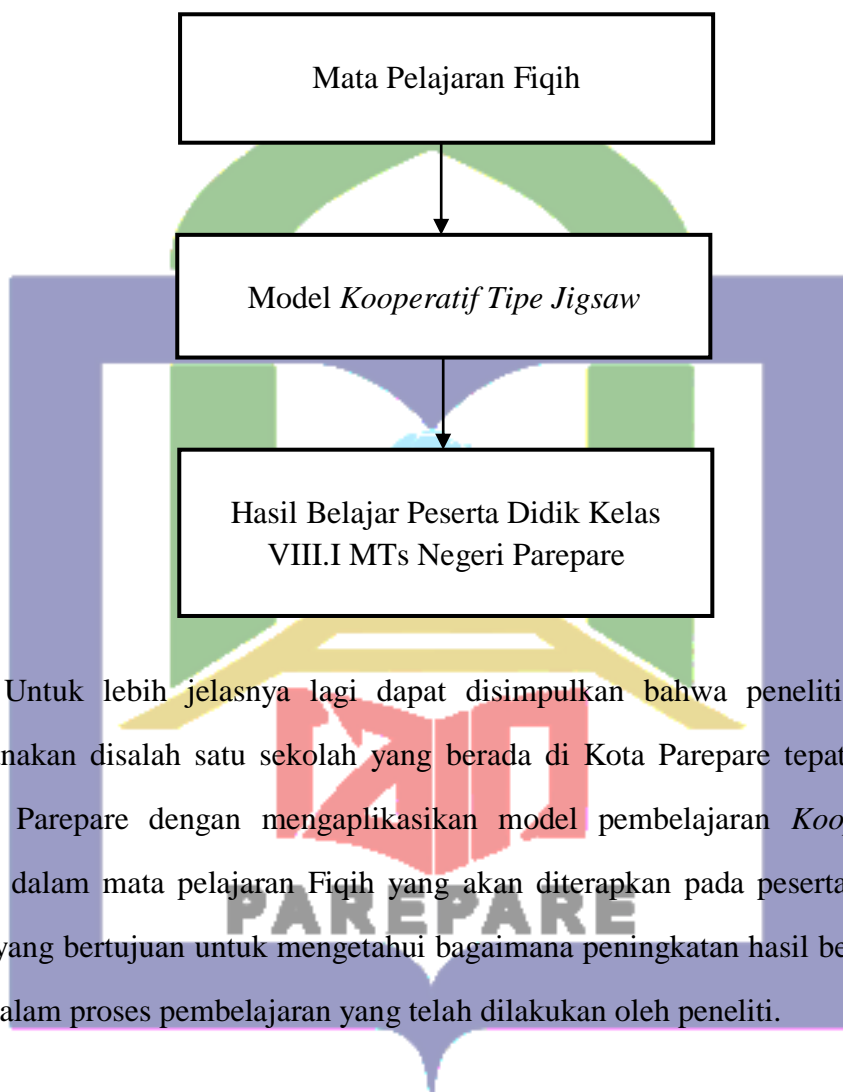 Mata Pelajaran Fiqih
Model Kooperatif Tipe Jigsaw
Hasil Belajar Peserta Didik Kelas
VIII.I MTs Negeri Parepare
Untuk lebih jelasnya lagi dapat disimpulkan bahwa peneliti
nakan disalah satu sekolah yang berada di Kota Parepare tepat
Parepare dengan mengaplikasikan model pembelajaran Koo
dalam mata pelajaran Fiqih yang akan diterapkan pada peserta
PAREPARE
yang bertujuan untuk mengetahui bagaimana peningkatan hasil be
alam proses pembelajaran yang telah dilakukan oleh peneliti.